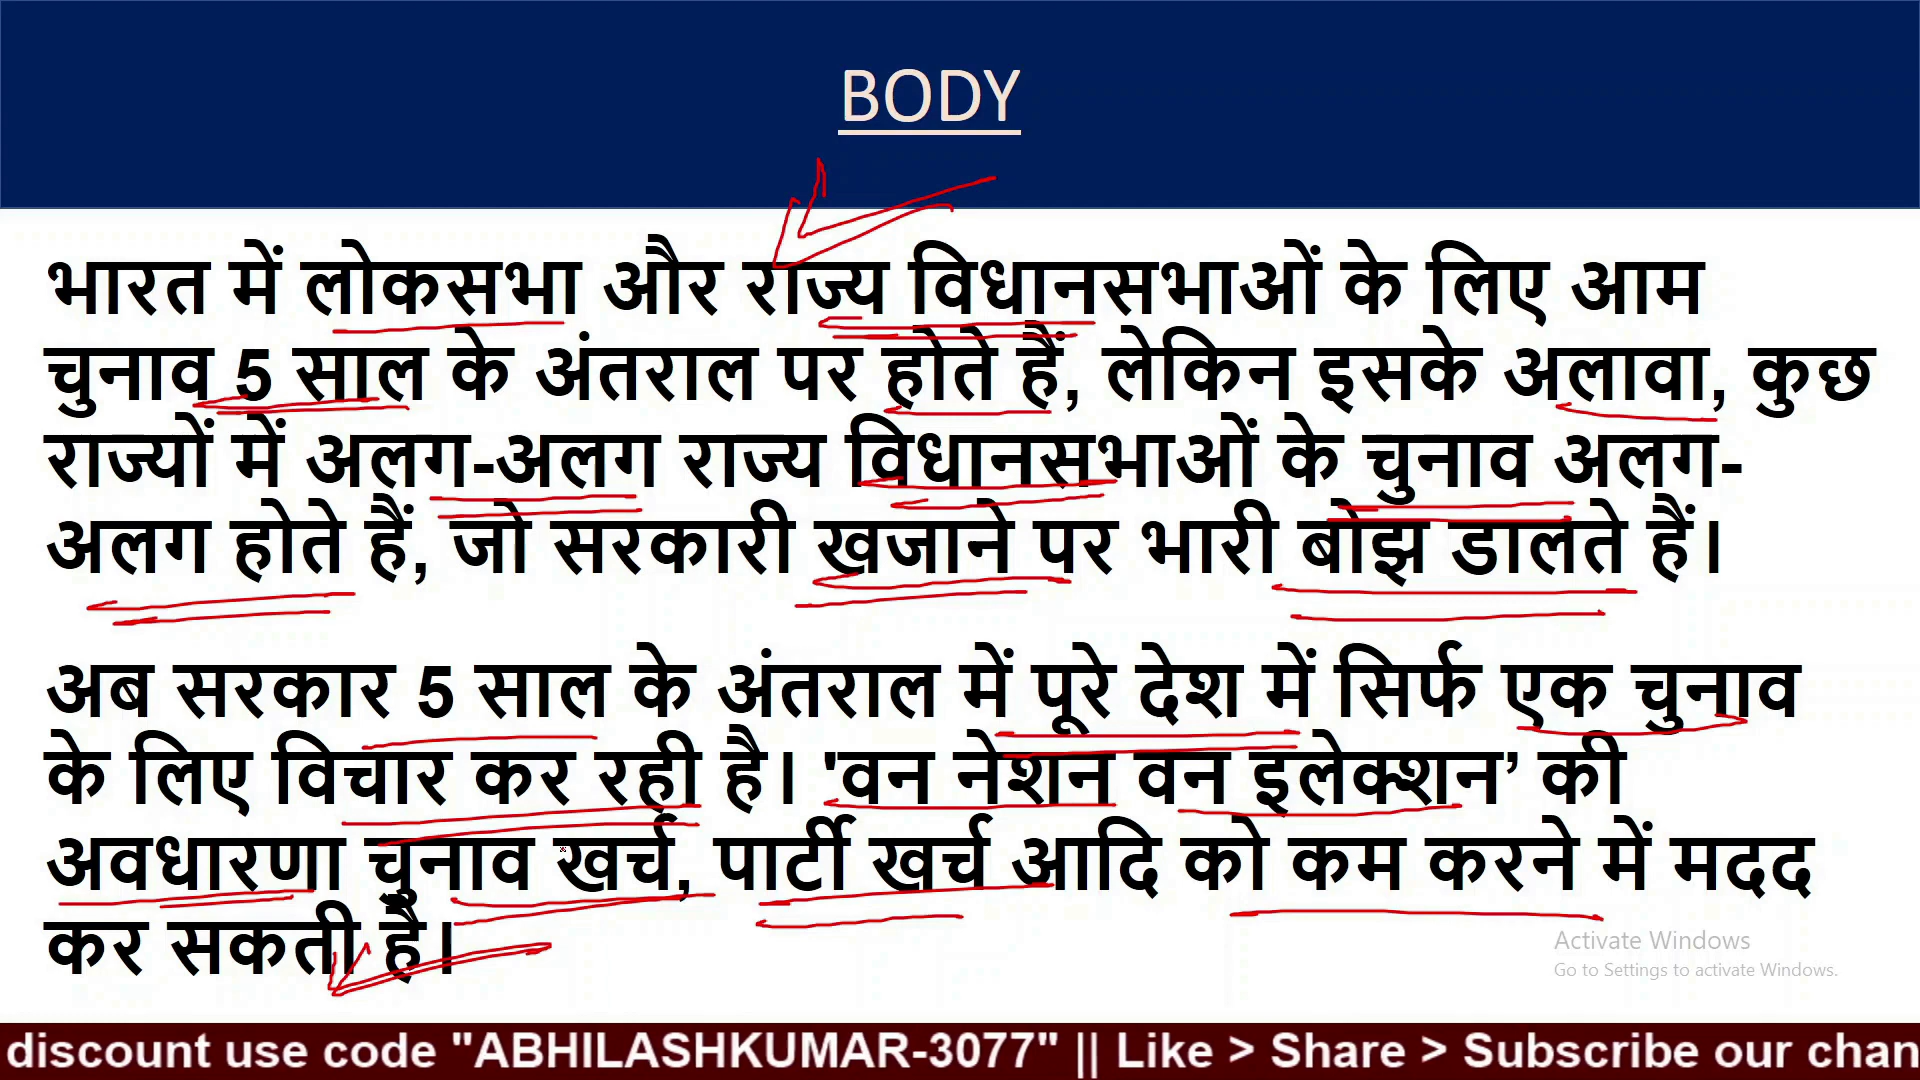 BODY
भारत में लोकसभा और राज्य विधानसभाओं के लिए आम
चुनाव 5 साल के अंतराल पर होते हैं, लेकिन इसके अलावा, कुछ
राज्यों में अलग-अलग राज्य विधानसभाओं के चुनाव अलग-
अलग होते हैं, जो सरकारी खजाने पर भारी बोझ डालते हैं।
अब सरकार 5 साल के अंतराल में पूरे देश में सिर्फ एक चुनाव
के लिए विचार कर रही है। 'वन नेशन वन इलेक्शन’ की
अवधारणा चुनाव खर्च, पार्टी खर्च आदि को कम करने में मदद
कर सकती है।
Activate Windows
Go to Settings to activate Windows.
discount use code "ABHILASHKUMAR-3077" || Like > Share > Subscribe our chan